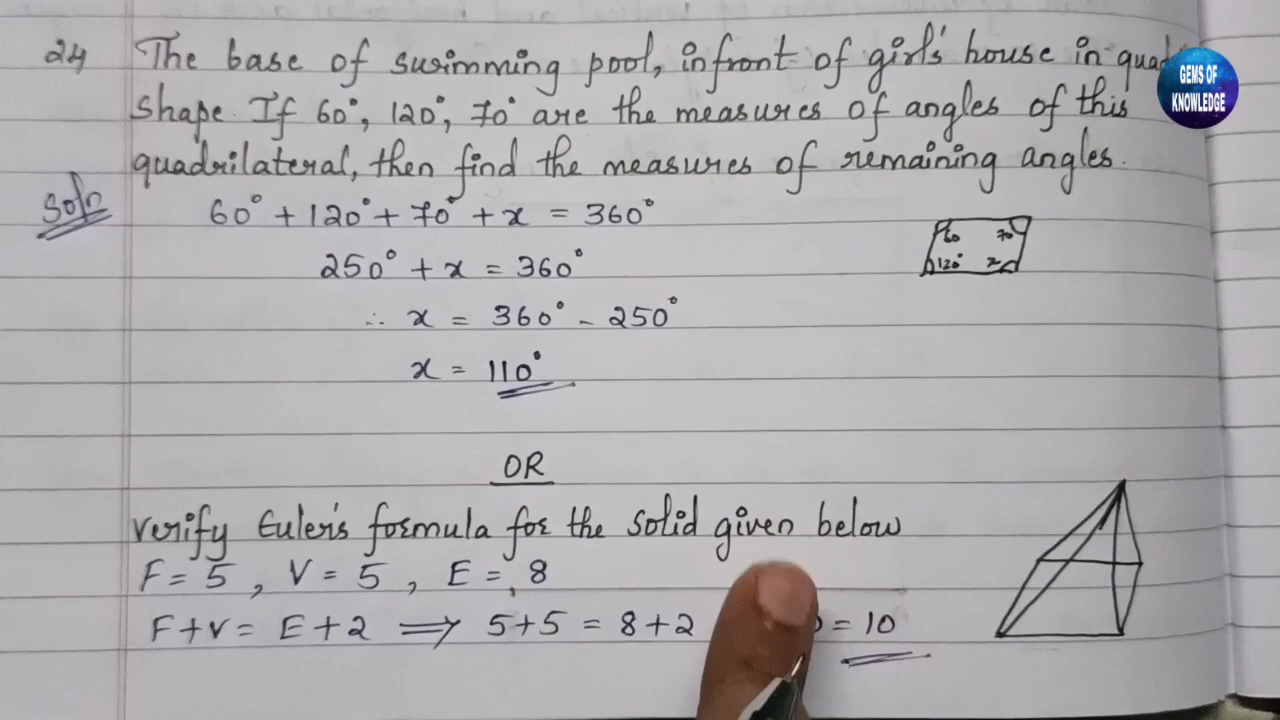 24 The base of swimming pool, infront of girl's house in quad
GEMS OF
KNOWLEDGE
shape. If 60°, 120°, 70° are the measures of angles of this
quadrilateral, then find the measures of remaining angles.
Soln 60° + 120° + 70° + x = 360°
60 70°
120° x
250° + x = 360°
∴ x = 360° - 250°
x = 110°
OR
Verify Euler's formula for the solid given below
F = 5, V = 5, E = 8
F+V = E+2 ⟹ 5+5 = 8+2 = 10